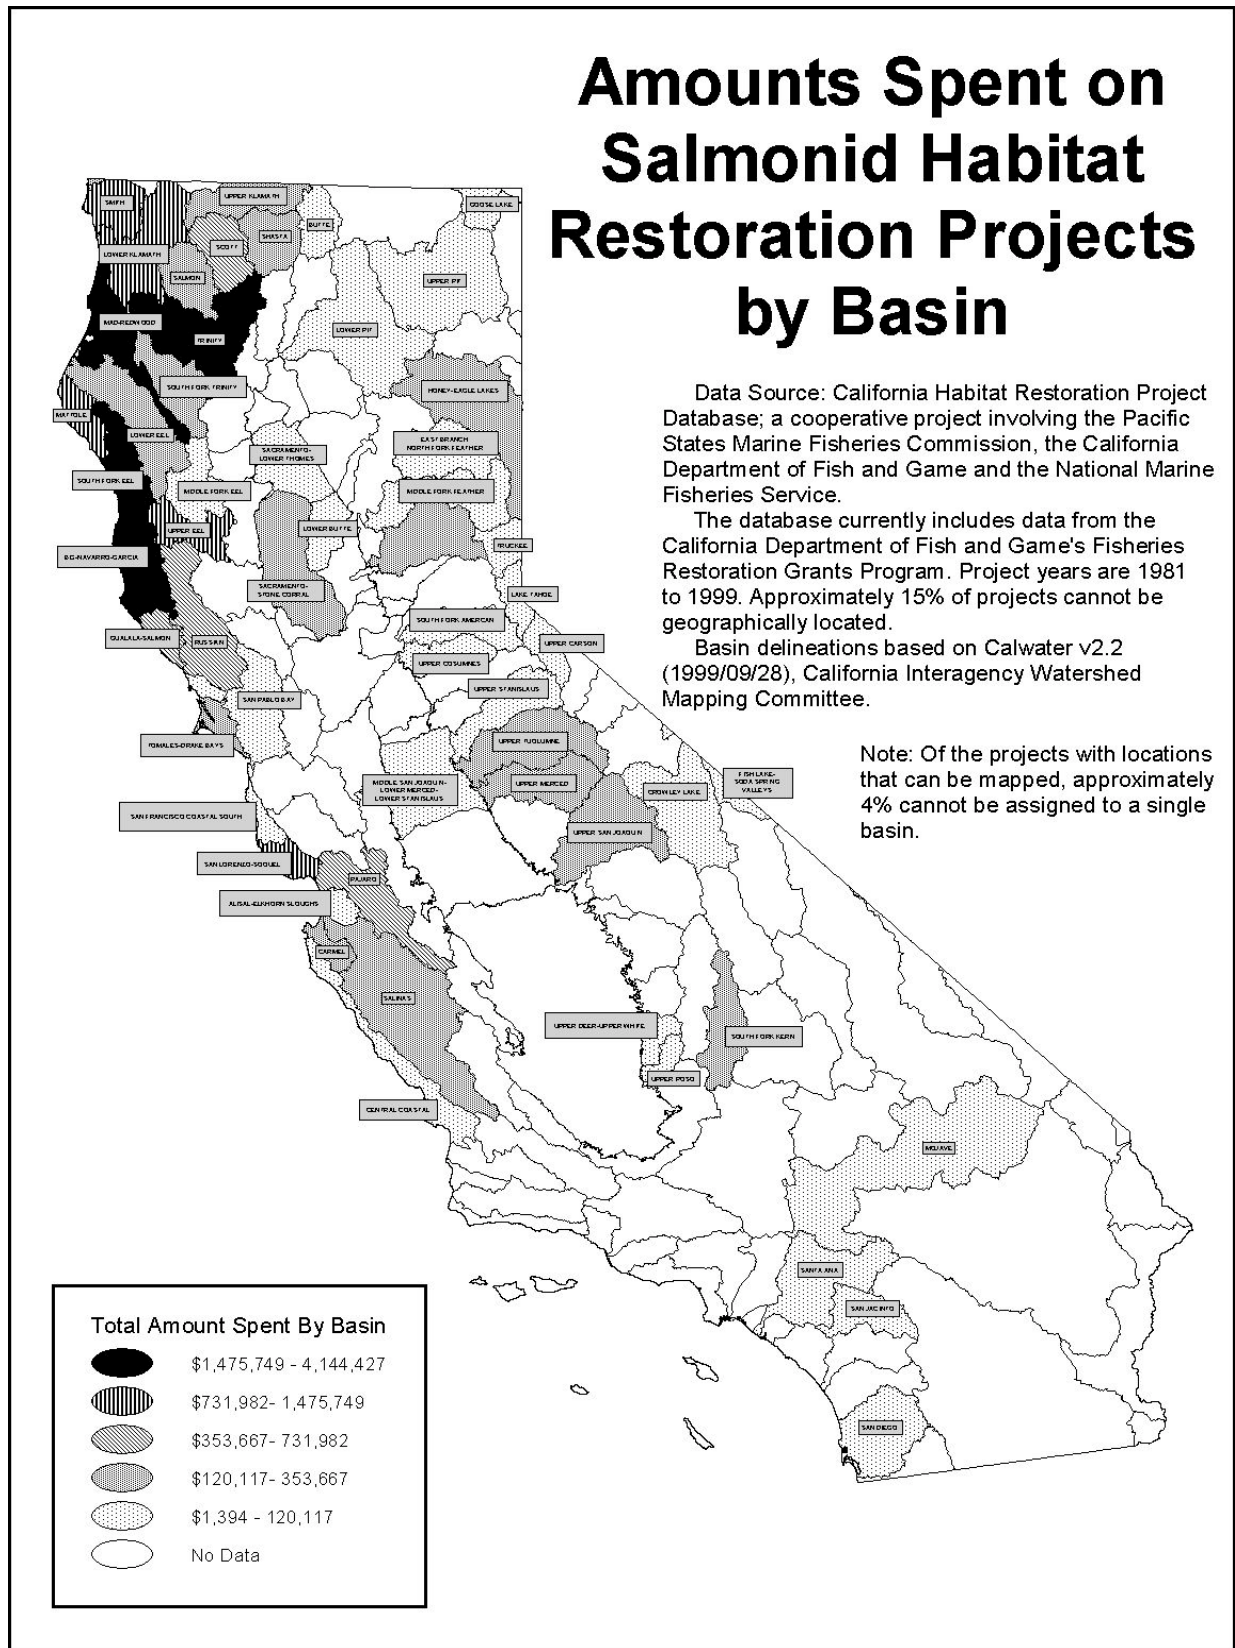 Amounts Spent on
Salmonid Habitat
Restoration Projects
by Basin
Data Source: California Habitat Restoration Project
Database; a cooperative project involving the Pacific
States Marine Fisheries Commission, the California
Department of Fish and Game and the National Marine
Fisheries Service.
The database currently includes data from the
California Department of Fish and Game's Fisheries
Restoration Grants Program. Project years are 1981
to 1999. Approximately 15% of projects cannot be
geographically located.
Basin delineations based on Calwater v2.2
(1999/09/28), California Interagency Watershed
Mapping Committee.
Note: Of the projects with locations
that can be mapped, approximately
4% cannot be assigned to a single
basin.
SMITH
UPPER KLAMATH
GOOSE LAKE
BUTTE
SHASTA
SCOTT
LOWER KLAMATH
SALMON
UPPER PIT
MAD-REDWOOD
TRINITY
LOWER PIT
SOUTH FORK TRINITY
HONEY-EAGLE LAKES
MATTOLE
LOWER EEL
EAST BRANCH
NORTH FORK FEATHER
SACRAMENTO-
LOWER THOMES
SOUTH FORK EEL
MIDDLE FORK EEL
MIDDLE FORK FEATHER
UPPER EEL
LOWER BUTTE
TRUCKEE
BIG-NAVARRO-GARCIA
SACRAMENTO-
STONE CORRAL
LAKE TAHOE
SOUTH FORK AMERICAN
GUALALA-SALMON
RUSSIAN
UPPER CARSON
UPPER COSUMNES
UPPER STANISLAUS
SAN PABLO BAY
TOMALES-DRAKE BAYS
UPPER TUOLUMNE
MIDDLE SAN JOAQUIN-
LOWER MERCED-
LOWER STANISLAUS
UPPER MERCED
CROWLEY LAKE
FISH LAKE-
SODA SPRING
VALLEYS
SAN FRANCISCO COASTAL SOUTH
UPPER SAN JOAQUIN
SAN LORENZO-SOQUEL
PAJARO
ALISAL-ELKHORN SLOUGHS
CARMEL
SALINAS
UPPER DEER-UPPER WHITE
SOUTH FORK KERN
UPPER POSO
CENTRAL COASTAL
MOJAVE
SANTA ANA
SAN JACINTO
SAN DIEGO
Total Amount Spent By Basin
$1,475,749 - 4,144,427
$731,982- 1,475,749
$353,667- 731,982
$120,117- 353,667
$1,394 - 120,117
No Data